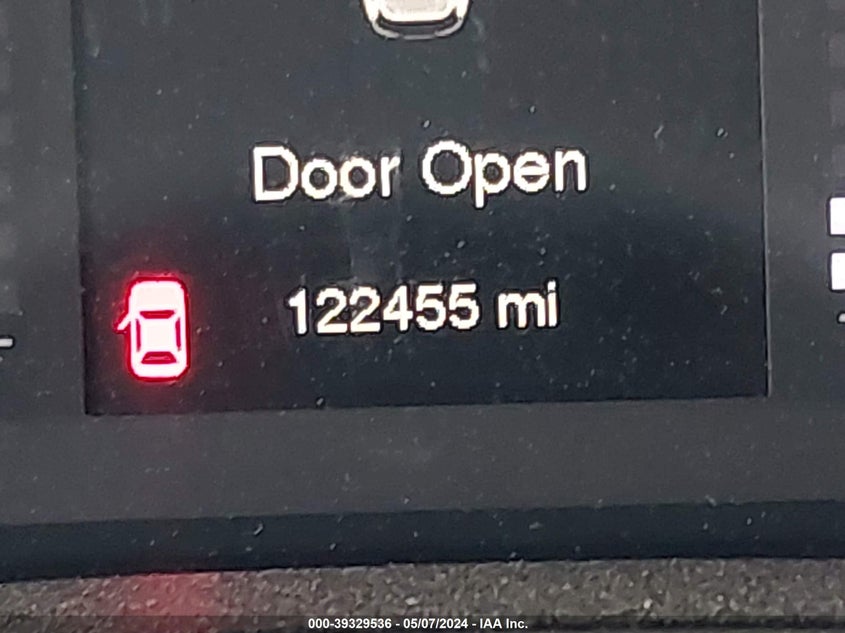 Door Open
122455 mi
000-39329536 - 05/07/2024 - IAA Inc.